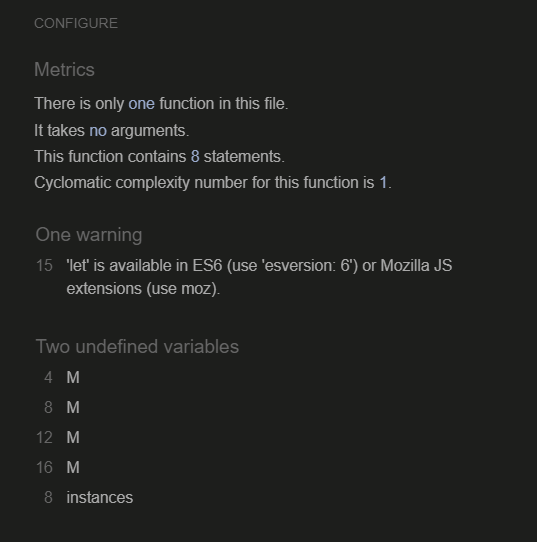 CONFIGURE
Metrics
There is only one function in this file.
It takes no arguments.
This function contains 8 statements.
Cyclomatic complexity number for this function is 1.
One warning
15 'let' is available in ES6 (use 'esversion: 6') or Mozilla JS
extensions (use moz).
Two undefined variables
4 M
8 M
12 M
16 M
8 instances